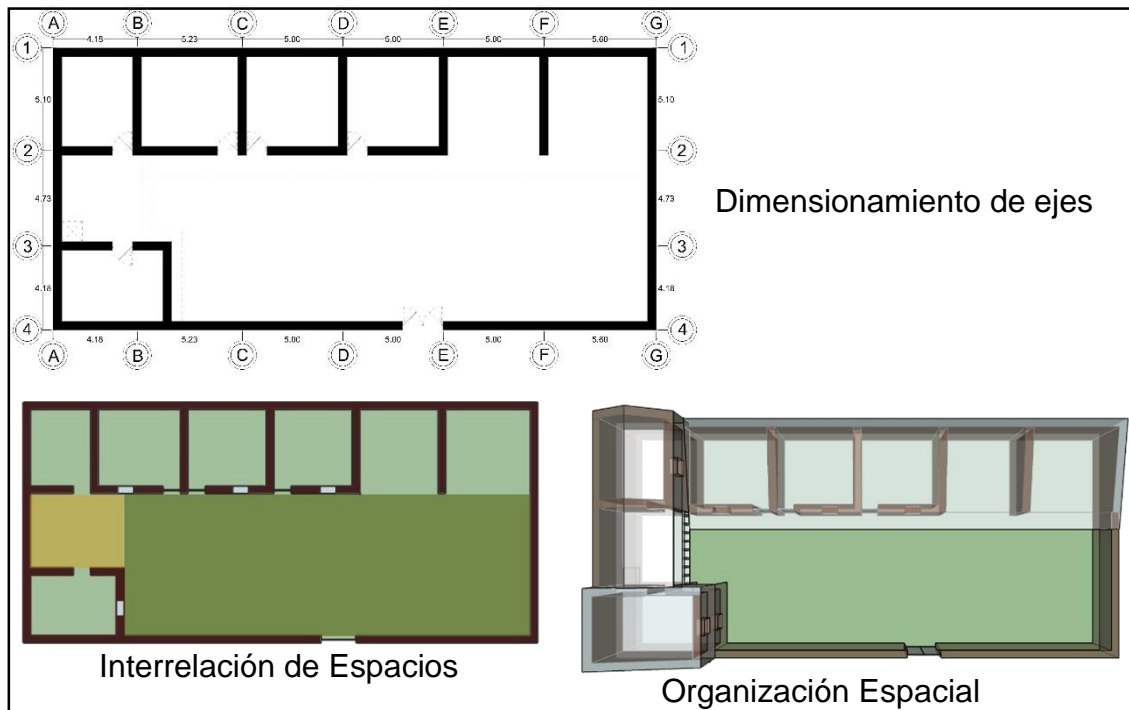 A B C D E F G
4.18 5.23 5.00 5.00 5.00 5.60
1 1
5.10 5.10
2 2
4.73 4.73
Dimensionamiento de ejes
3 3
4.18 4.18
4 4
4.18 5.23 5.00 5.00 5.00 5.60
A B C D E F G
Interrelación de Espacios
Organización Espacial